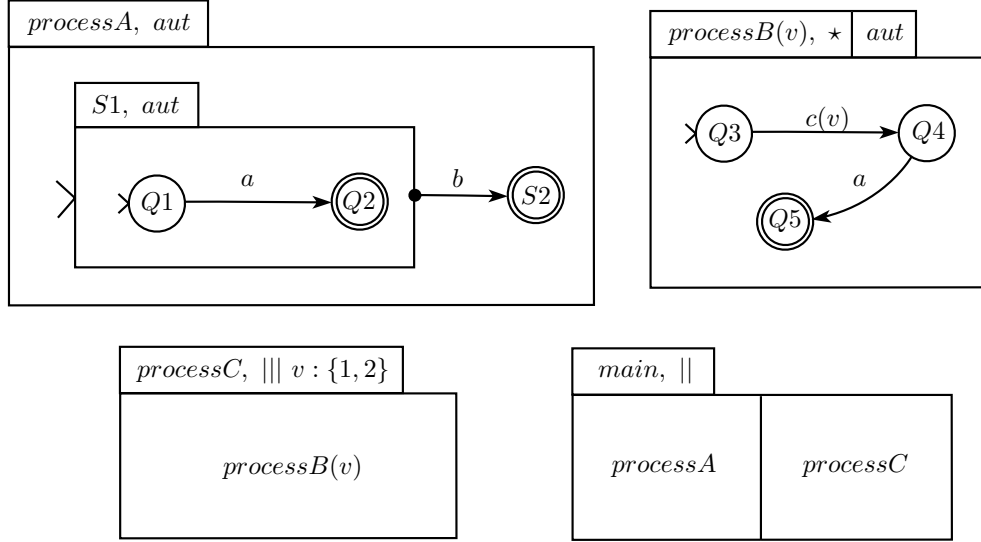 processA, aut
S1, aut
Q1
a
Q2
b
S2
processB(v), ⋆ aut
Q3
c(v)
Q4
a
Q5
processC, ||| v : {1, 2}
processB(v)
main, ||
processA
processC